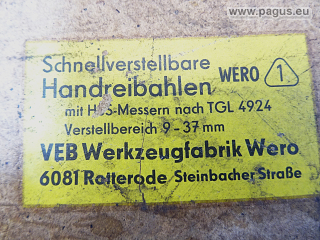 www.pagus.eu
Schnellverstellbare
Handreibahlen WERO 1
mit HSS-Messern nach TGL 4924
Verstellbereich 9-37 mm
VEB Werkzeugfabrik Wero
6081 Rotterode Steinbacher Straße